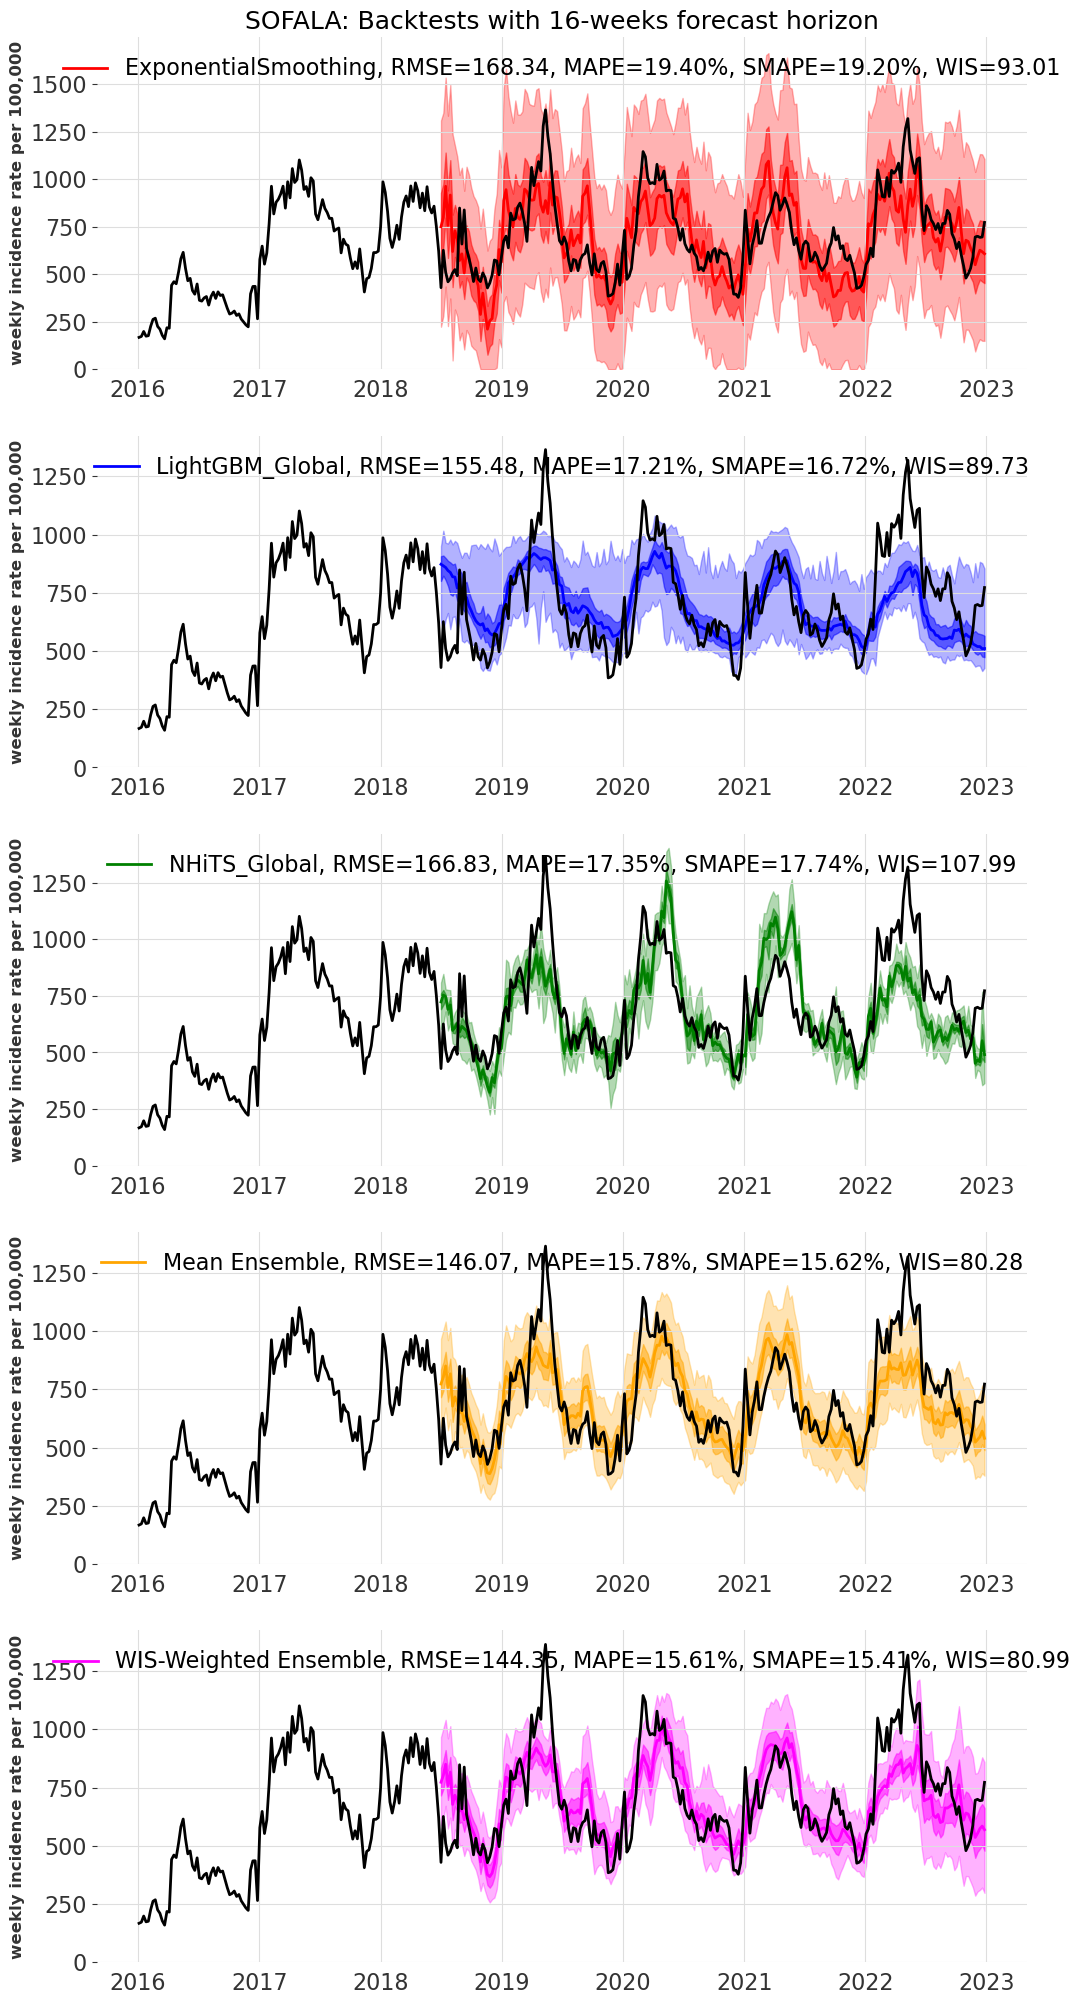 SOFALA: Backtests with 16-weeks forecast horizon
ExponentialSmoothing, RMSE=168.34, MAPE=19.40%, SMAPE=19.20%, WIS=93.01
weekly incidence rate per 100,000
1500
1250
1000
750
500
250
0
2016 2017 2018 2019 2020 2021 2022 2023
LightGBM_Global, RMSE=155.48, MAPE=17.21%, SMAPE=16.72%, WIS=89.73
weekly incidence rate per 100,000
1250
1000
750
500
250
0
2016 2017 2018 2019 2020 2021 2022 2023
NHiTS_Global, RMSE=166.83, MAPE=17.35%, SMAPE=17.74%, WIS=107.99
weekly incidence rate per 100,000
1250
1000
750
500
250
0
2016 2017 2018 2019 2020 2021 2022 2023
Mean Ensemble, RMSE=146.07, MAPE=15.78%, SMAPE=15.62%, WIS=80.28
weekly incidence rate per 100,000
1250
1000
750
500
250
0
2016 2017 2018 2019 2020 2021 2022 2023
WIS-Weighted Ensemble, RMSE=144.35, MAPE=15.61%, SMAPE=15.41%, WIS=80.99
weekly incidence rate per 100,000
1250
1000
750
500
250
0
2016 2017 2018 2019 2020 2021 2022 2023